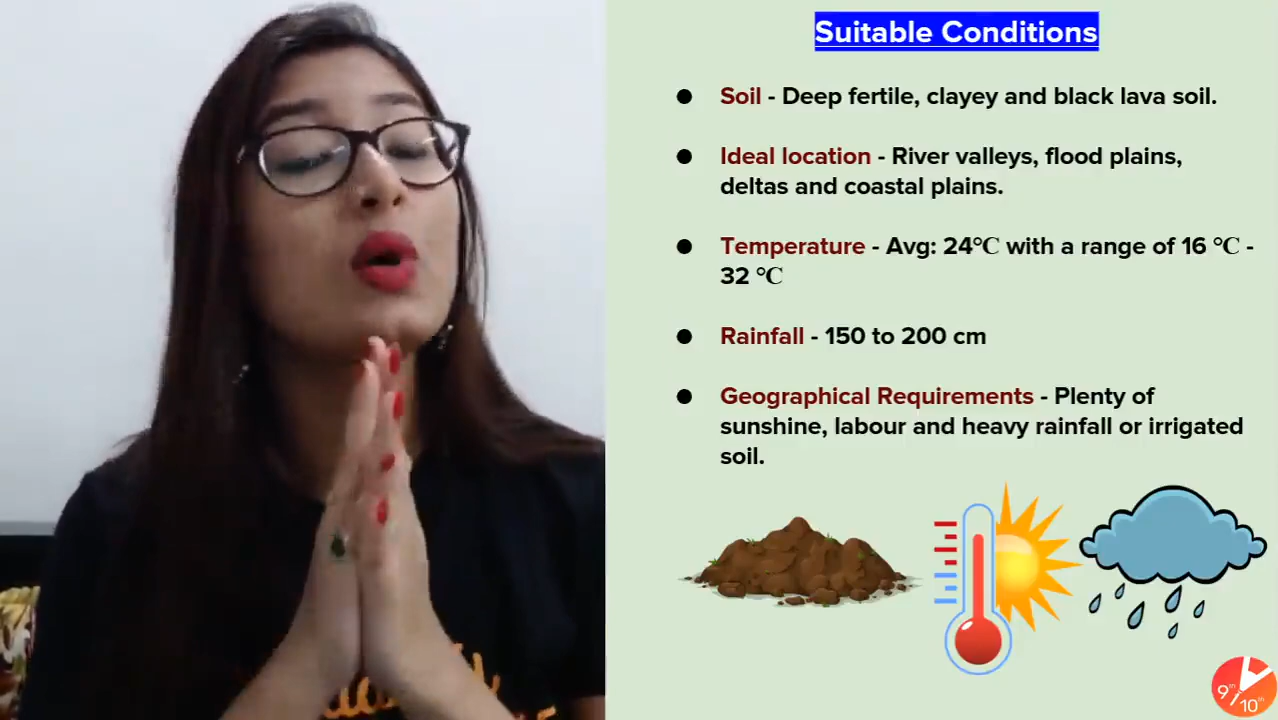 Suitable Conditions
● Soil - Deep fertile, clayey and black lava soil.
● Ideal location - River valleys, flood plains,
deltas and coastal plains.
● Temperature - Avg: 24℃ with a range of 16 ℃ -
32 ℃
● Rainfall - 150 to 200 cm
● Geographical Requirements - Plenty of
sunshine, labour and heavy rainfall or irrigated
soil.
9th
10th